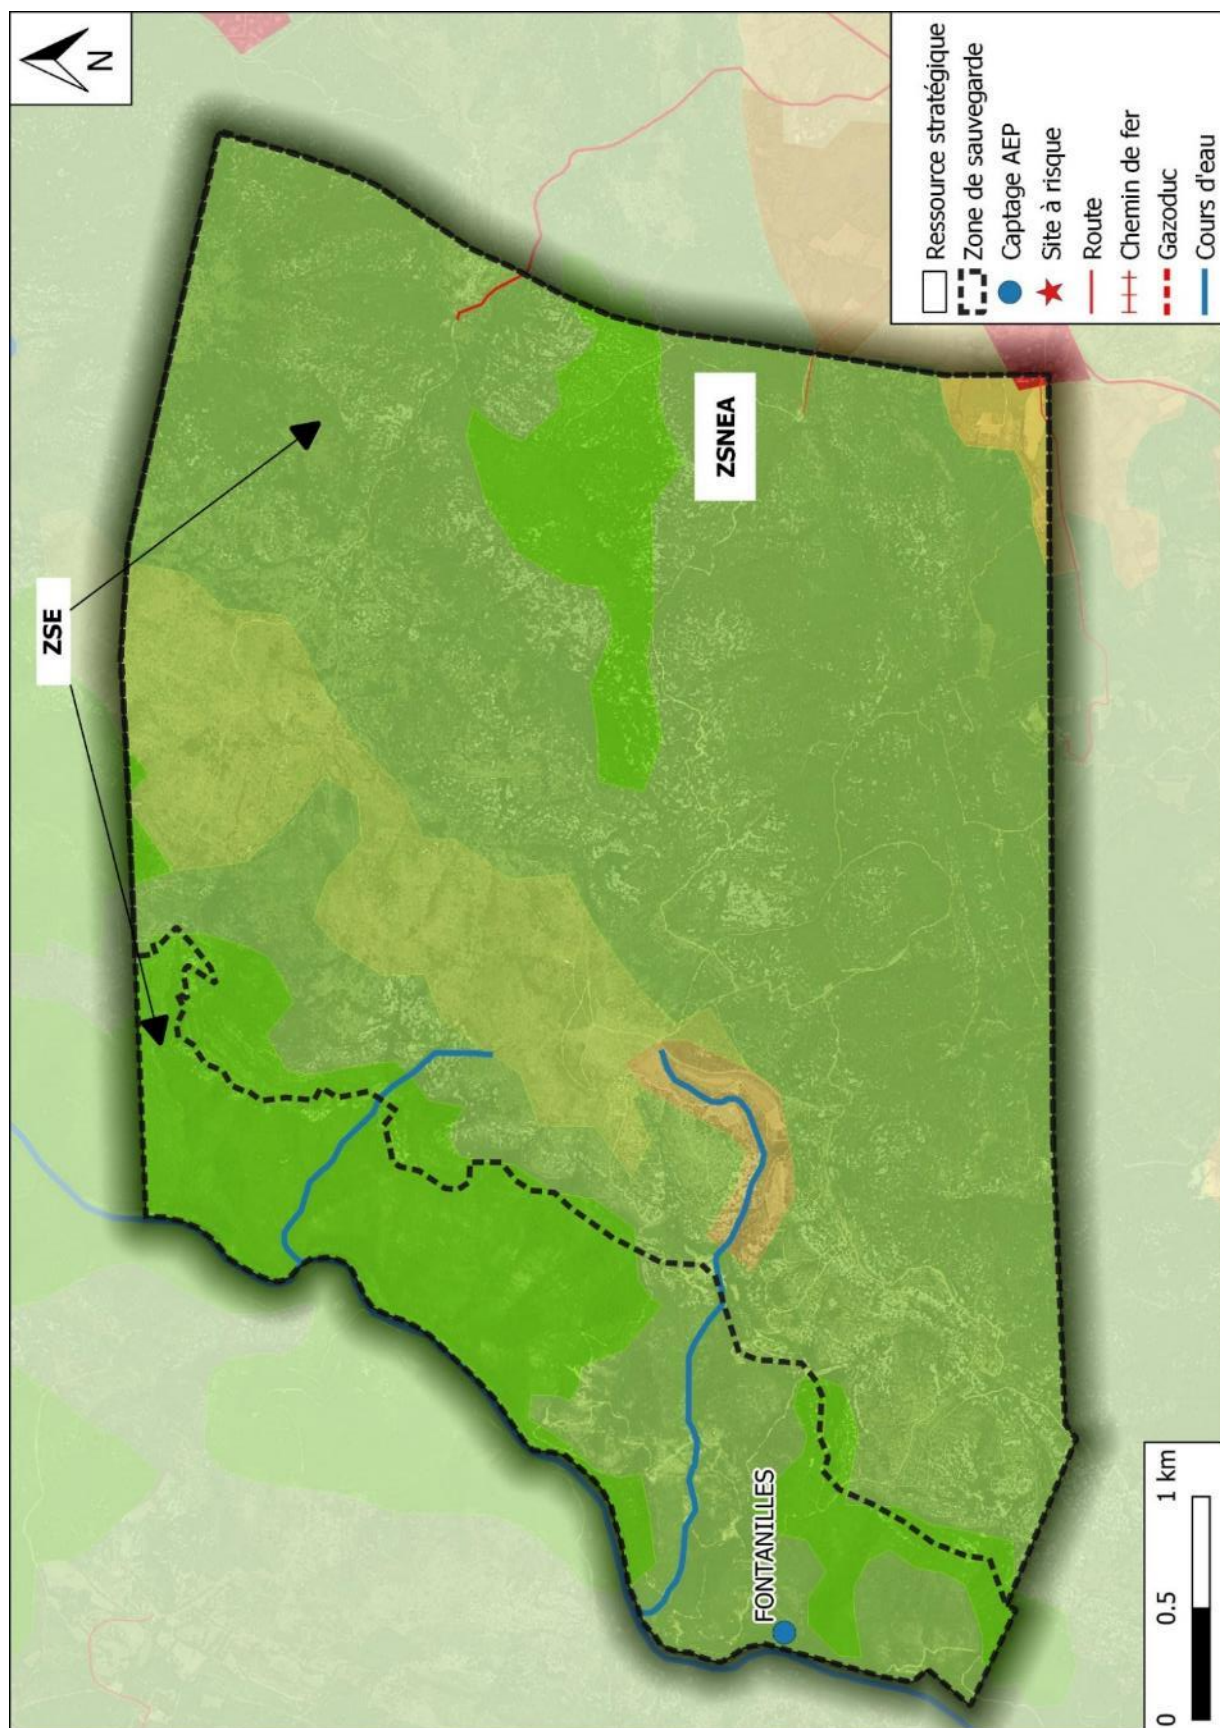 N
ZSE
ZSNEA
FONTANILLES
Ressource stratégique
Zone de sauvegarde
Captage AEP
Site à risque
Route
Chemin de fer
Gazoduc
Cours d'eau
0 0.5 1 km